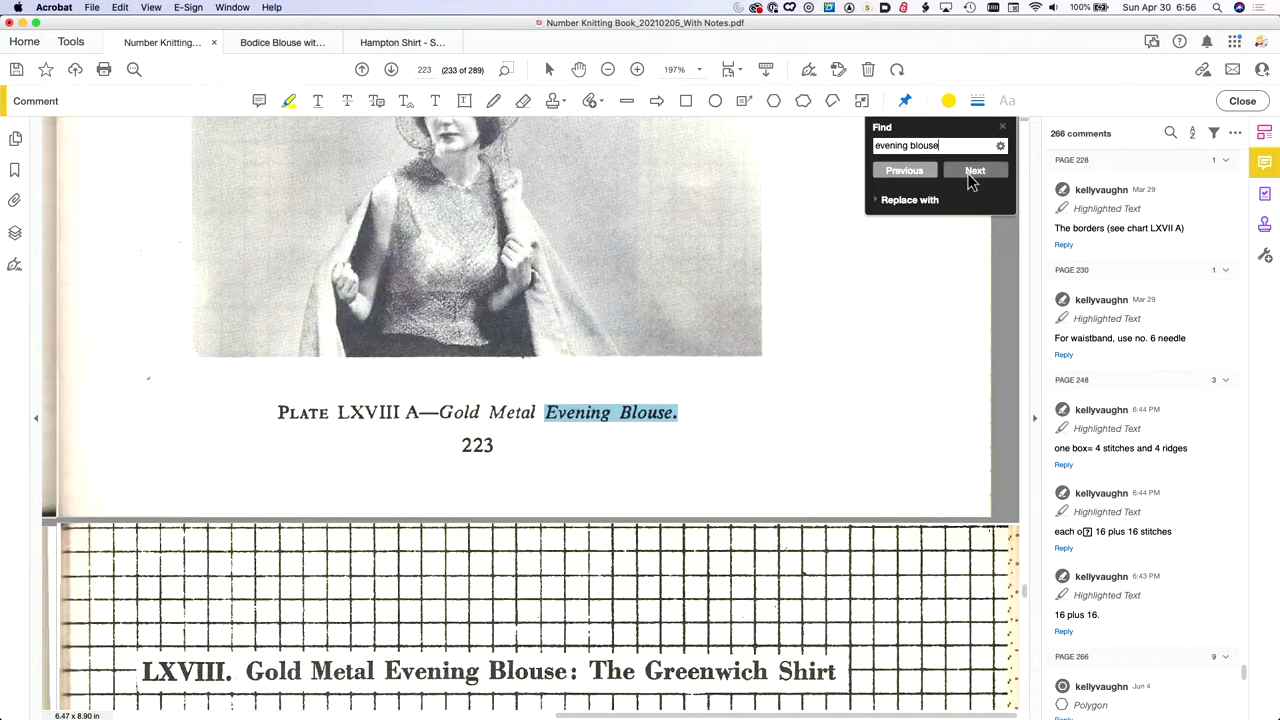 Acrobat File Edit View E-Sign Window Help 100% Sun Apr 30 6:56
Number Knitting Book_20210205_With Notes.pdf
Home Tools Number Knitting... × Bodice Blouse wit... Hampton Shirt - S...
223 (233 of 289) 197%
Comment Aa Close
Find
evening blouse
Previous Next
Replace with
PLATE LXVIII A—Gold Metal Evening Blouse.
223
LXVIII. Gold Metal Evening Blouse: The Greenwich Shirt
6.47 x 8.90 in
266 comments
PAGE 228 1
kellyvaughn Mar 29
Highlighted Text
The borders (see chart LXVII A)
Reply
PAGE 230 1
kellyvaughn Mar 29
Highlighted Text
For waistband, use no. 6 needle
Reply
PAGE 248 3
kellyvaughn 6:44 PM
Highlighted Text
one box= 4 stitches and 4 ridges
Reply
kellyvaughn 6:44 PM
Highlighted Text
each o⍰ 16 plus 16 stitches
Reply
kellyvaughn 6:43 PM
Highlighted Text
16 plus 16.
Reply
PAGE 266 9
kellyvaughn Jun 4
Polygon